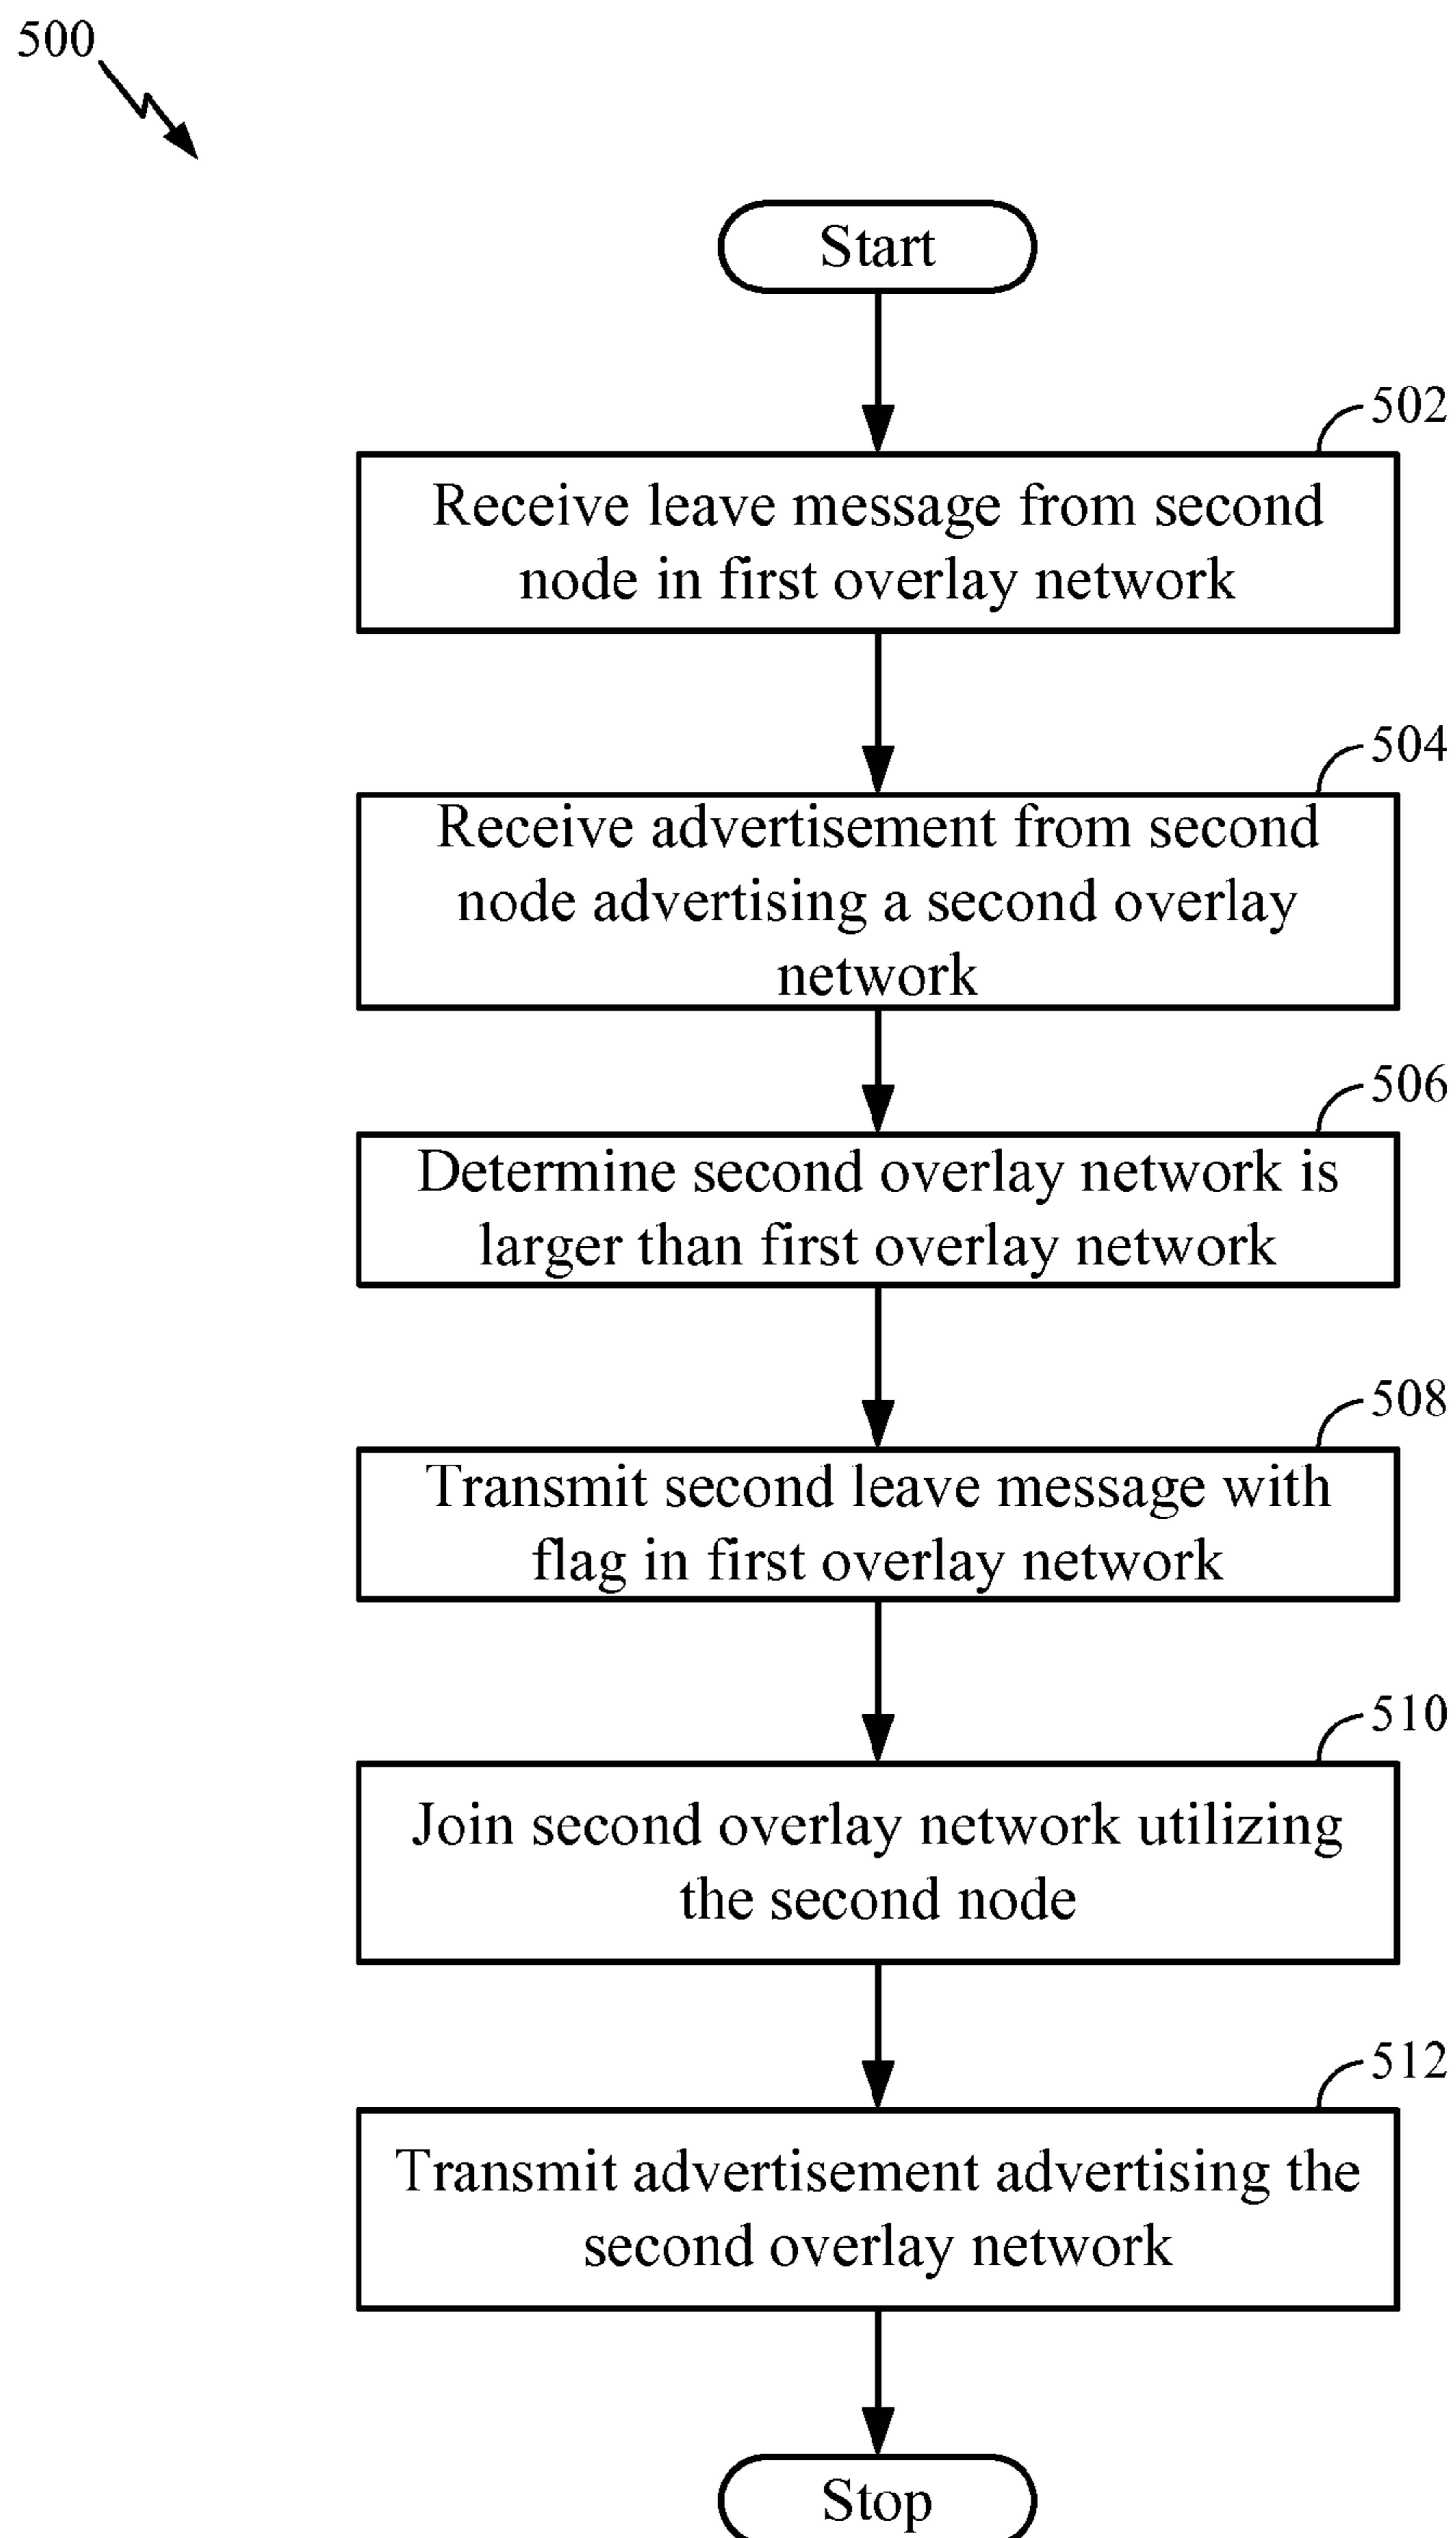 500
Start
502
Receive leave message from second
node in first overlay network
504
Receive advertisement from second
node advertising a second overlay
network
506
Determine second overlay network is
larger than first overlay network
508
Transmit second leave message with
flag in first overlay network
510
Join second overlay network utilizing
the second node
512
Transmit advertisement advertising the
second overlay network
Stop